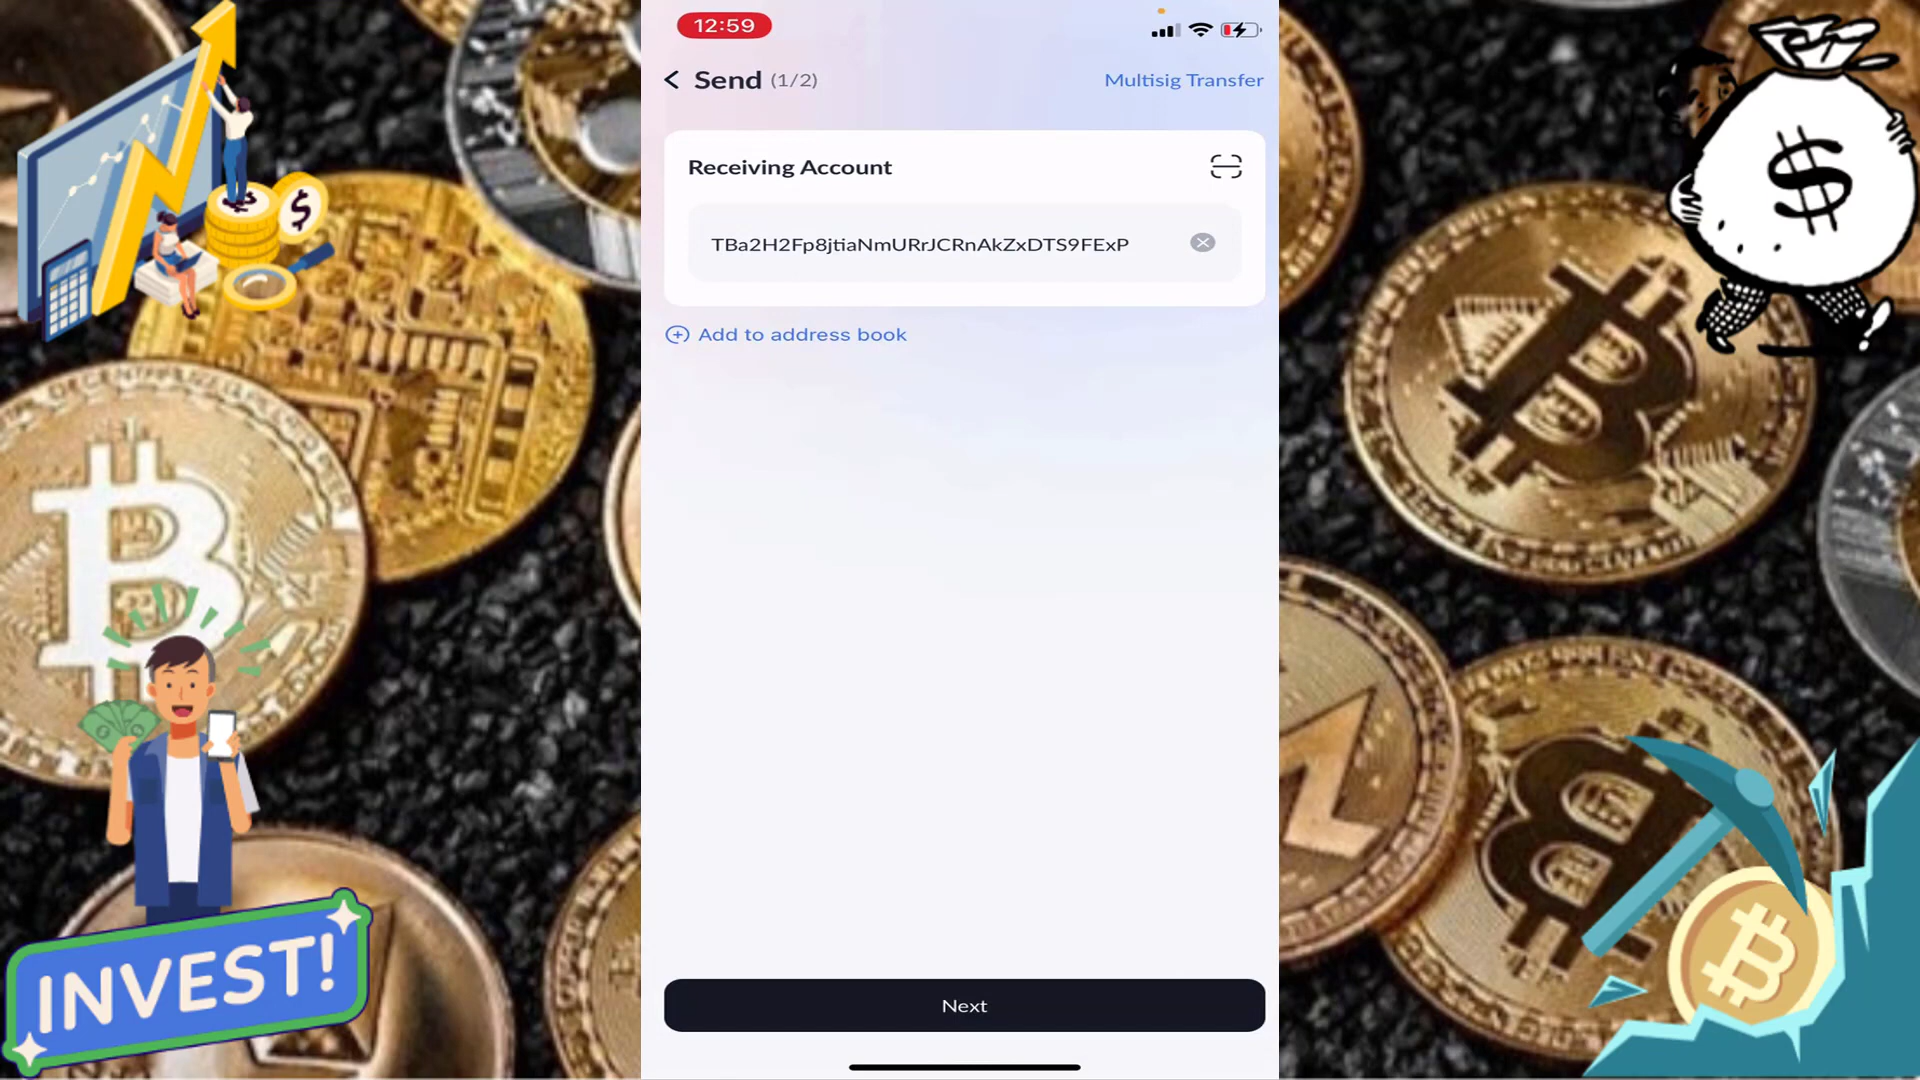 12:59
Send (1/2)
Multisig Transfer
Receiving Account
TBa2H2Fp8jtiaNmURrJCRnAkZxDTS9FExP
Add to address book
Next
INVEST!